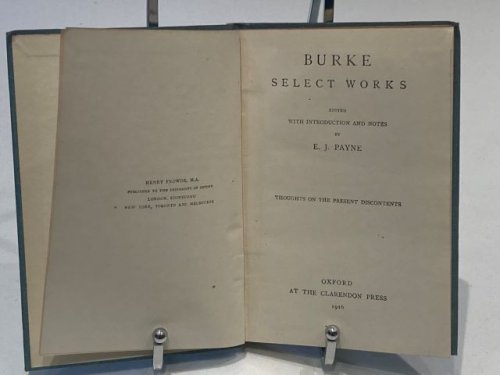 HENRY FROWDE, M.A.
PUBLISHER TO THE UNIVERSITY OF OXFORD
LONDON, EDINBURGH
NEW YORK, TORONTO AND MELBOURNE
BURKE
SELECT WORKS
EDITED
WITH INTRODUCTION AND NOTES
BY
E. J. PAYNE
THOUGHTS ON THE PRESENT DISCONTENTS
OXFORD
AT THE CLARENDON PRESS